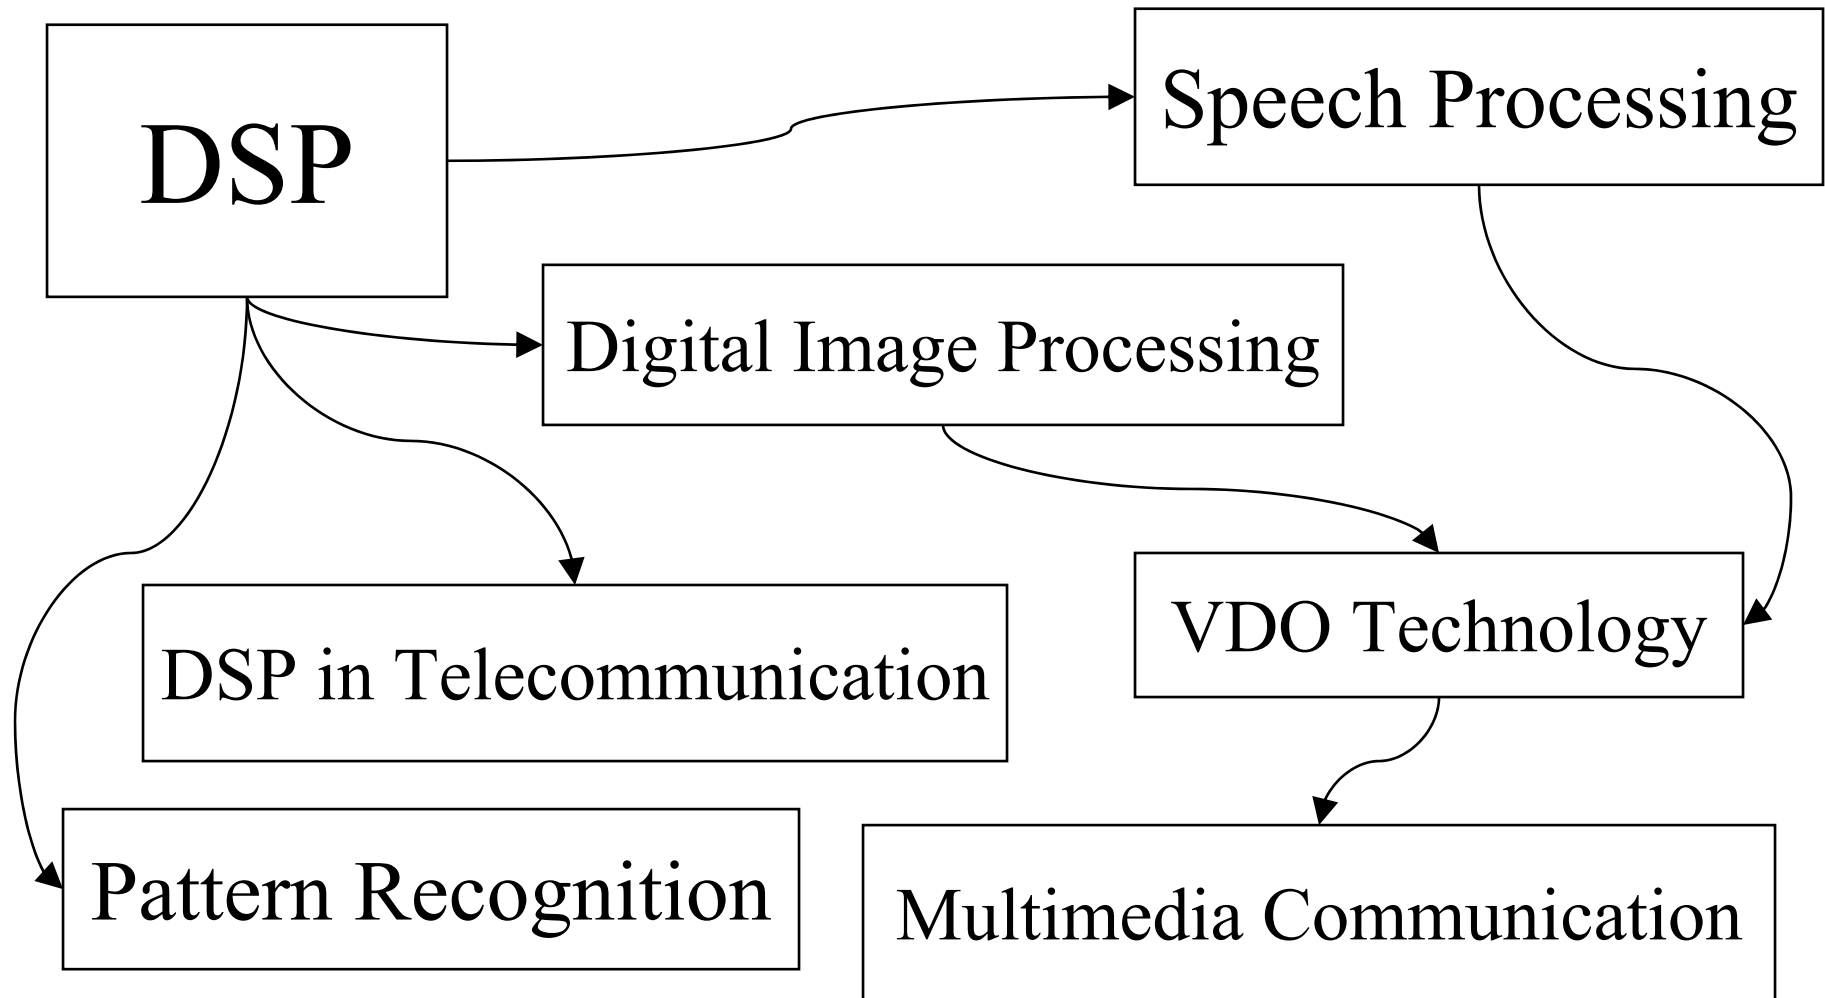 DSP
Speech Processing
Digital Image Processing
VDO Technology
DSP in Telecommunication
Pattern Recognition
Multimedia Communication